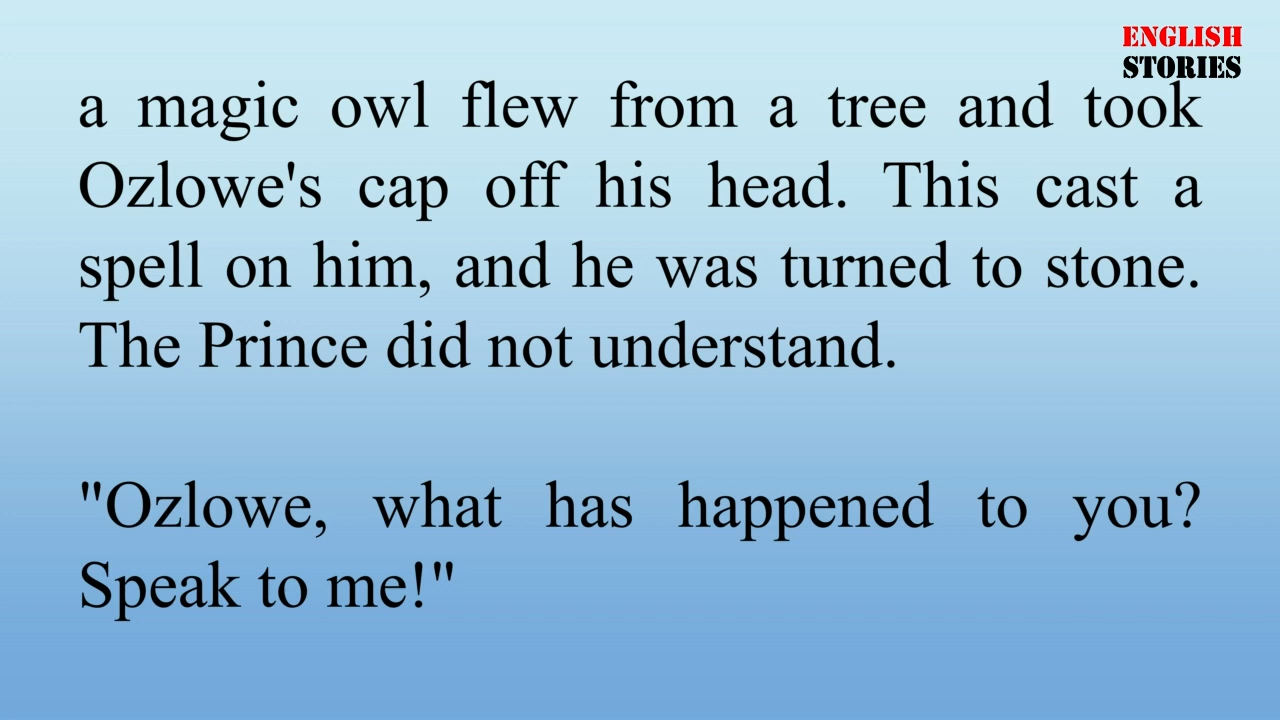 ENGLISH
STORIES
a magic owl flew from a tree and took
Ozlowe's cap off his head. This cast a
spell on him, and he was turned to stone.
The Prince did not understand.
"Ozlowe, what has happened to you?
Speak to me!"